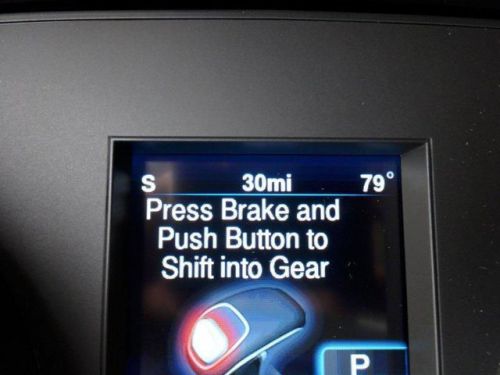 S 30mi 79°
Press Brake and
Push Button to
Shift into Gear
P